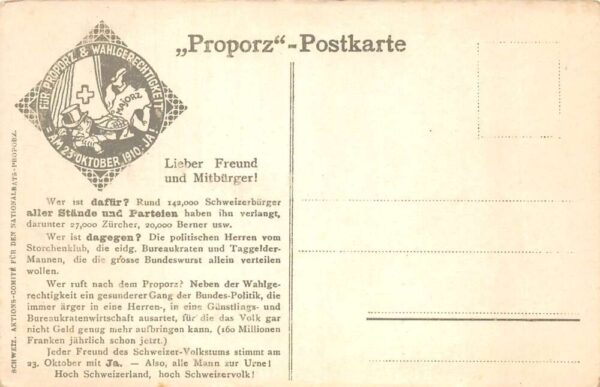 „Proporz“-Postkarte
FÜR PROPORZ & WAHLGERECHTIGKEIT
MAJORZ
= AM 23. OKTOBER 1910. JA! =
Lieber Freund
und Mitbürger!
Wer ist dafür? Rund 142,000 Schweizerbürger
aller Stände und Parteien haben ihn verlangt,
darunter 27,000 Zürcher, 20,000 Berner usw.
Wer ist dagegen? Die politischen Herren vom
Storchenklub, die eidg. Bureaukraten und Taggelder-
Maunen, die die grosse Bundeswurst allein verteilen
wollen.
Wer ruft nach dem Proporz? Neben der Wahlge-
rechtigkeit ein gesunderer Gang der Bundes-Politik, die
immer ärger in eine Herren-, in eine Günstlings- und
Bureaukratenwirtschaft ausartet, für die das Volk gar
nicht Geld genug mehr aufbringen kann. (160 Millionen
Franken jährlich schon jetzt.)
Jeder Freund des Schweizer-Volkstums stimmt am
23. Oktober mit Ja. — Also, alle Mann zur Urne!
Hoch Schweizerland, hoch Schweizervolk!
SCHWEIZ. AKTIONS-COMITÉ FÜR DEN NATIONALRATS-PROPORZ.